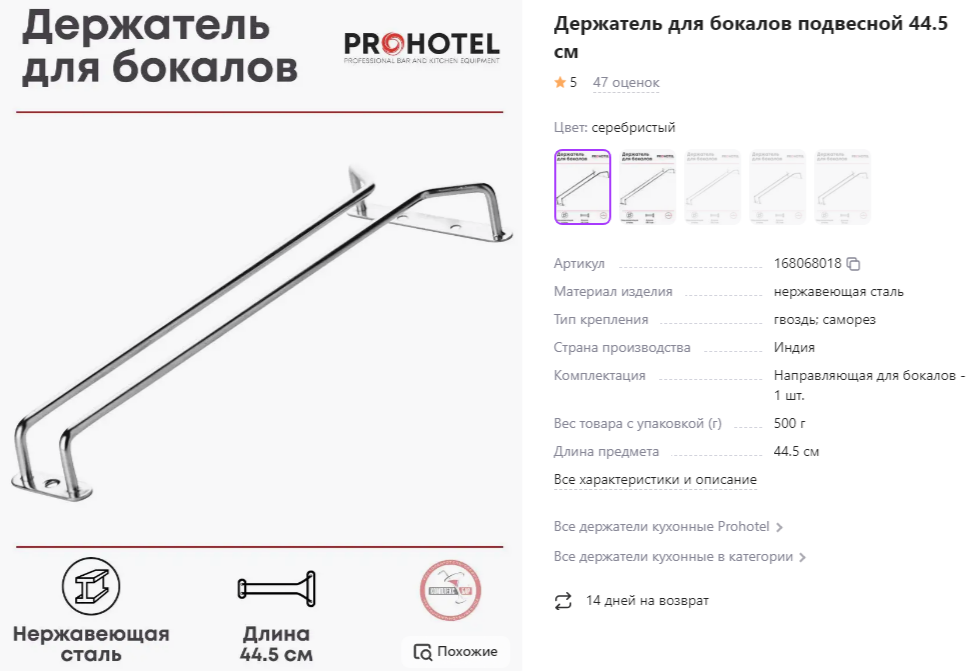 Держатель
для бокалов
PROHOTEL
PROFESSIONAL BAR AND KITCHEN EQUIPMENT
Нержавеющая
сталь
Длина
44.5 см
Похожие
Держатель для бокалов подвесной 44.5
см
5 47 оценок
Цвет: серебристый
Артикул 168068018
Материал изделия нержавеющая сталь
Тип крепления гвоздь; саморез
Страна производства Индия
Комплектация Направляющая для бокалов -
1 шт.
Вес товара с упаковкой (г) 500 г
Длина предмета 44.5 см
Все характеристики и описание
Все держатели кухонные Prohotel
Все держатели кухонные в категории
14 дней на возврат